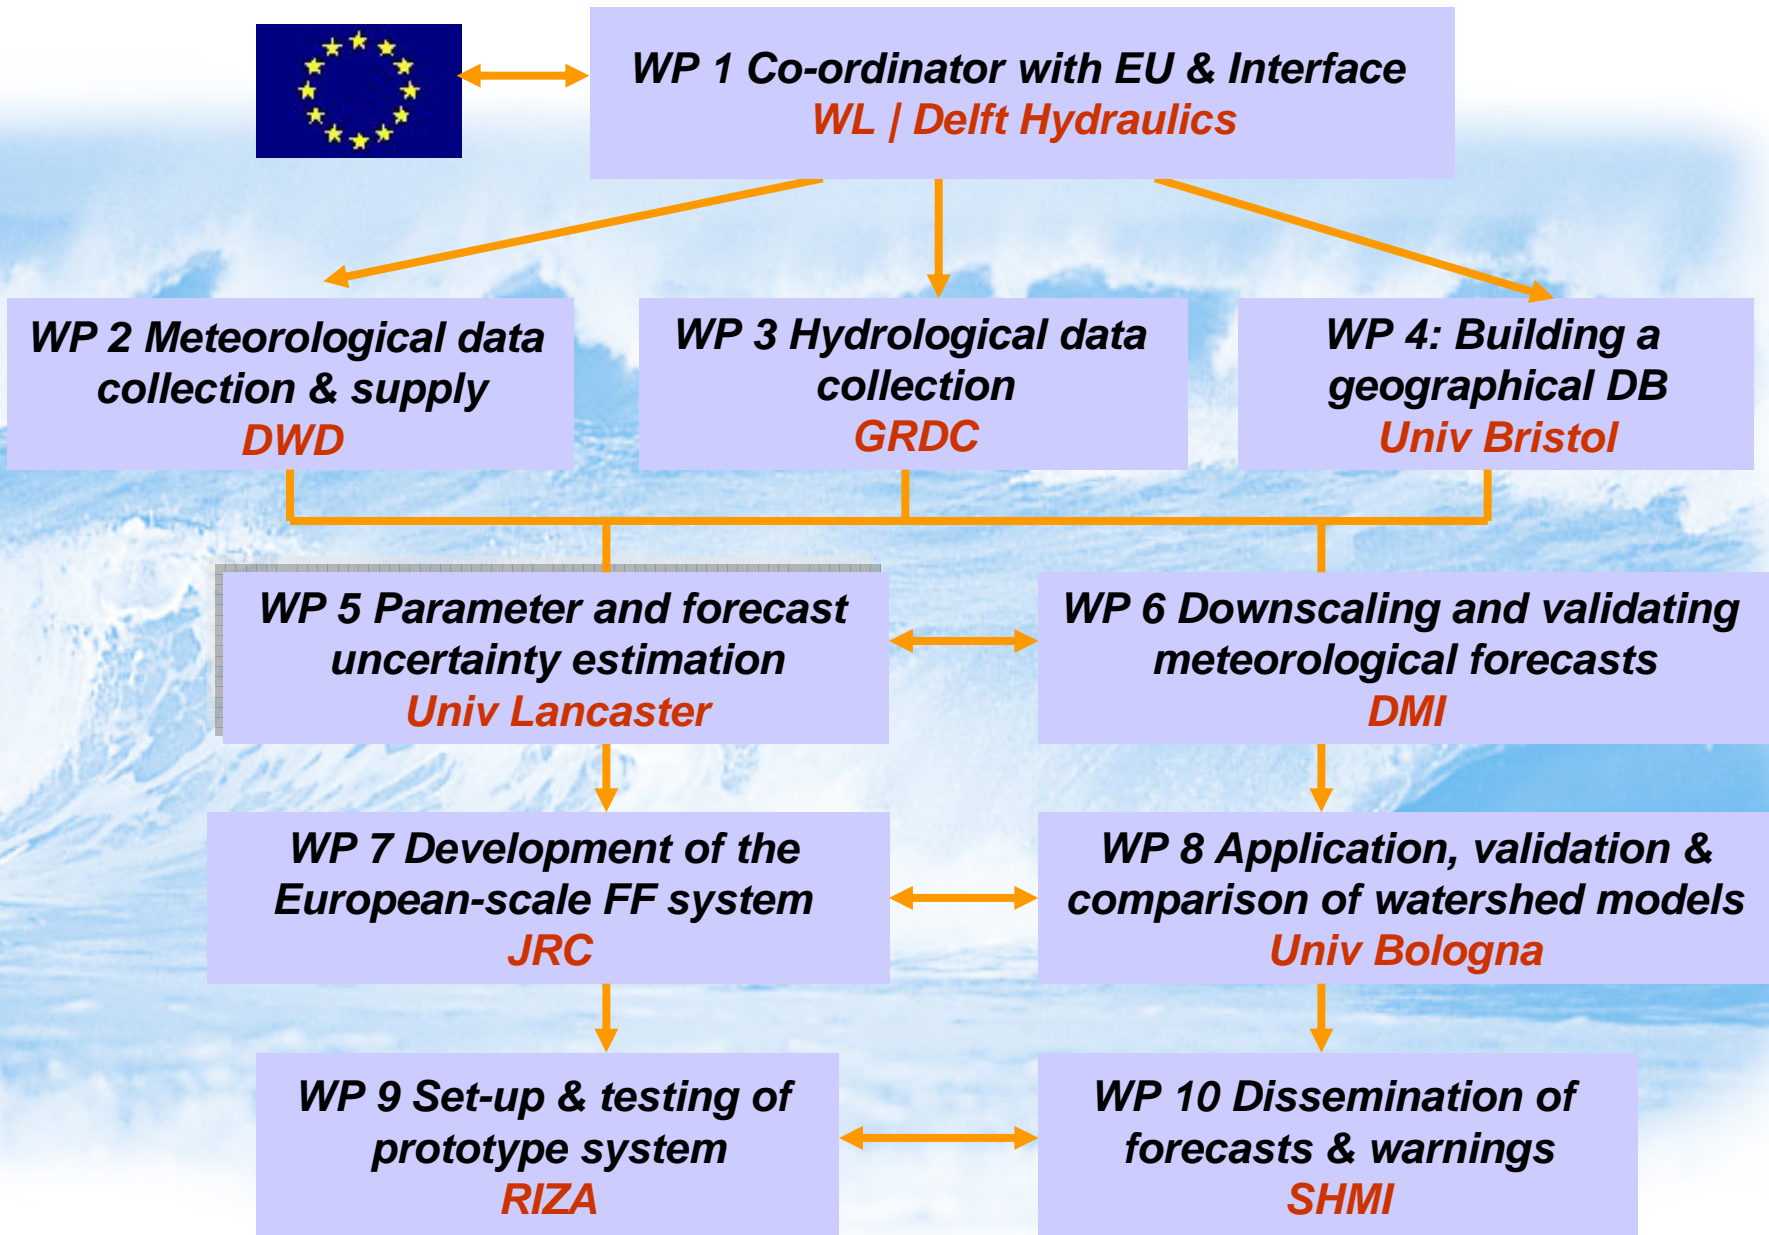 WP 1 Co-ordinator with EU & Interface
WL | Delft Hydraulics
WP 2 Meteorological data
collection & supply
DWD
WP 3 Hydrological data
collection
GRDC
WP 4: Building a
geographical DB
Univ Bristol
WP 5 Parameter and forecast
uncertainty estimation
Univ Lancaster
WP 6 Downscaling and validating
meteorological forecasts
DMI
WP 7 Development of the
European-scale FF system
JRC
WP 8 Application, validation &
comparison of watershed models
Univ Bologna
WP 9 Set-up & testing of
prototype system
RIZA
WP 10 Dissemination of
forecasts & warnings
SHMI